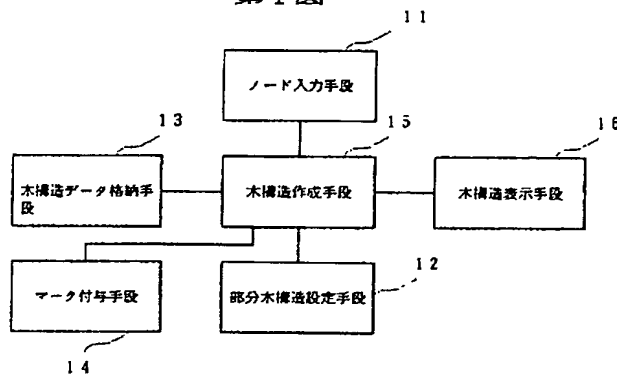 第1図
11
ノード入力手段
13
15
16
木構造データ格納手
段
木構造作成手段
木構造表示手段
12
マーク付与手段
部分木構造設定手段
14